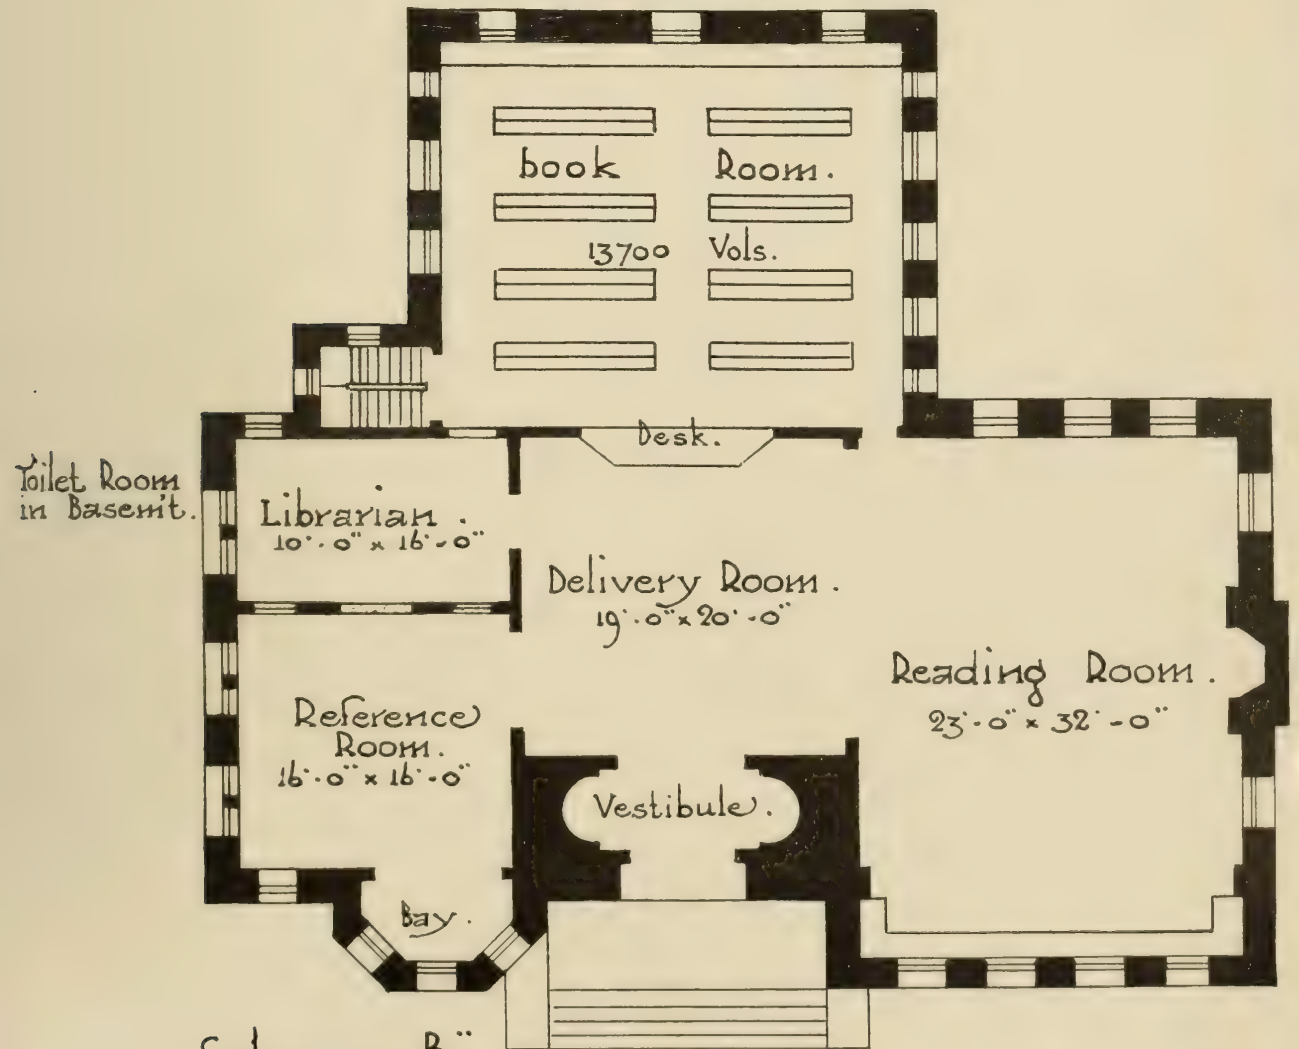 book Room.
13700 Vols.
Desk.
Toilet Room
in Basem't.
Librarian.
10'-0" x 16'-0"
Delivery Room.
19'-0" x 20'-0"
Reading Room.
23'-0" x 32'-0"
Reference
Room.
16'-0" x 16'-0"
Vestibule.
Bay.